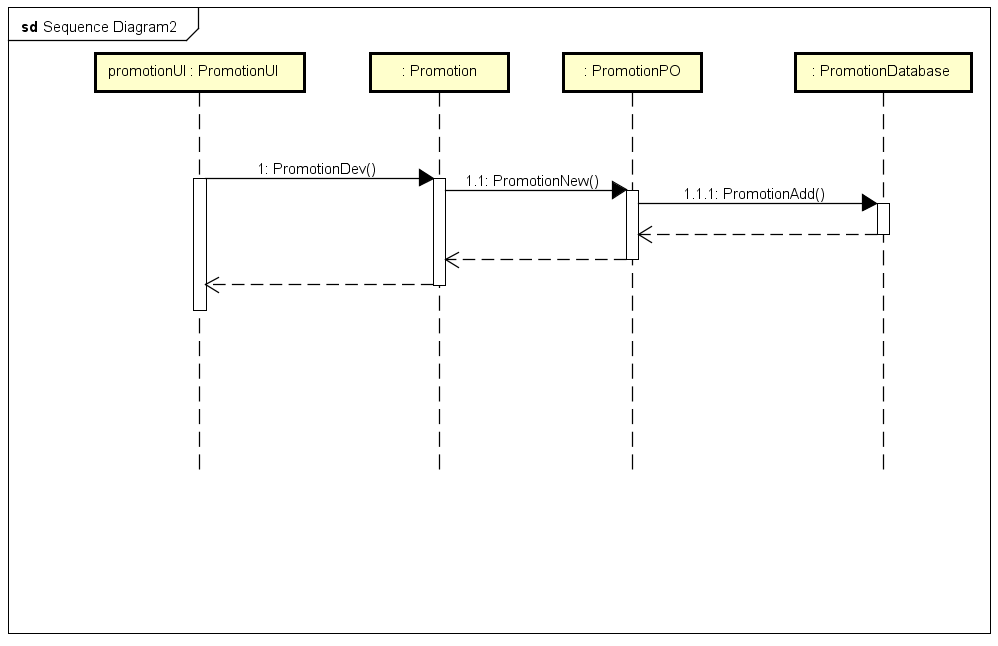 sd Sequence Diagram2
promotionUI : PromotionUI
: Promotion
: PromotionPO
: PromotionDatabase
1: PromotionDev()
1.1: PromotionNew()
1.1.1: PromotionAdd()